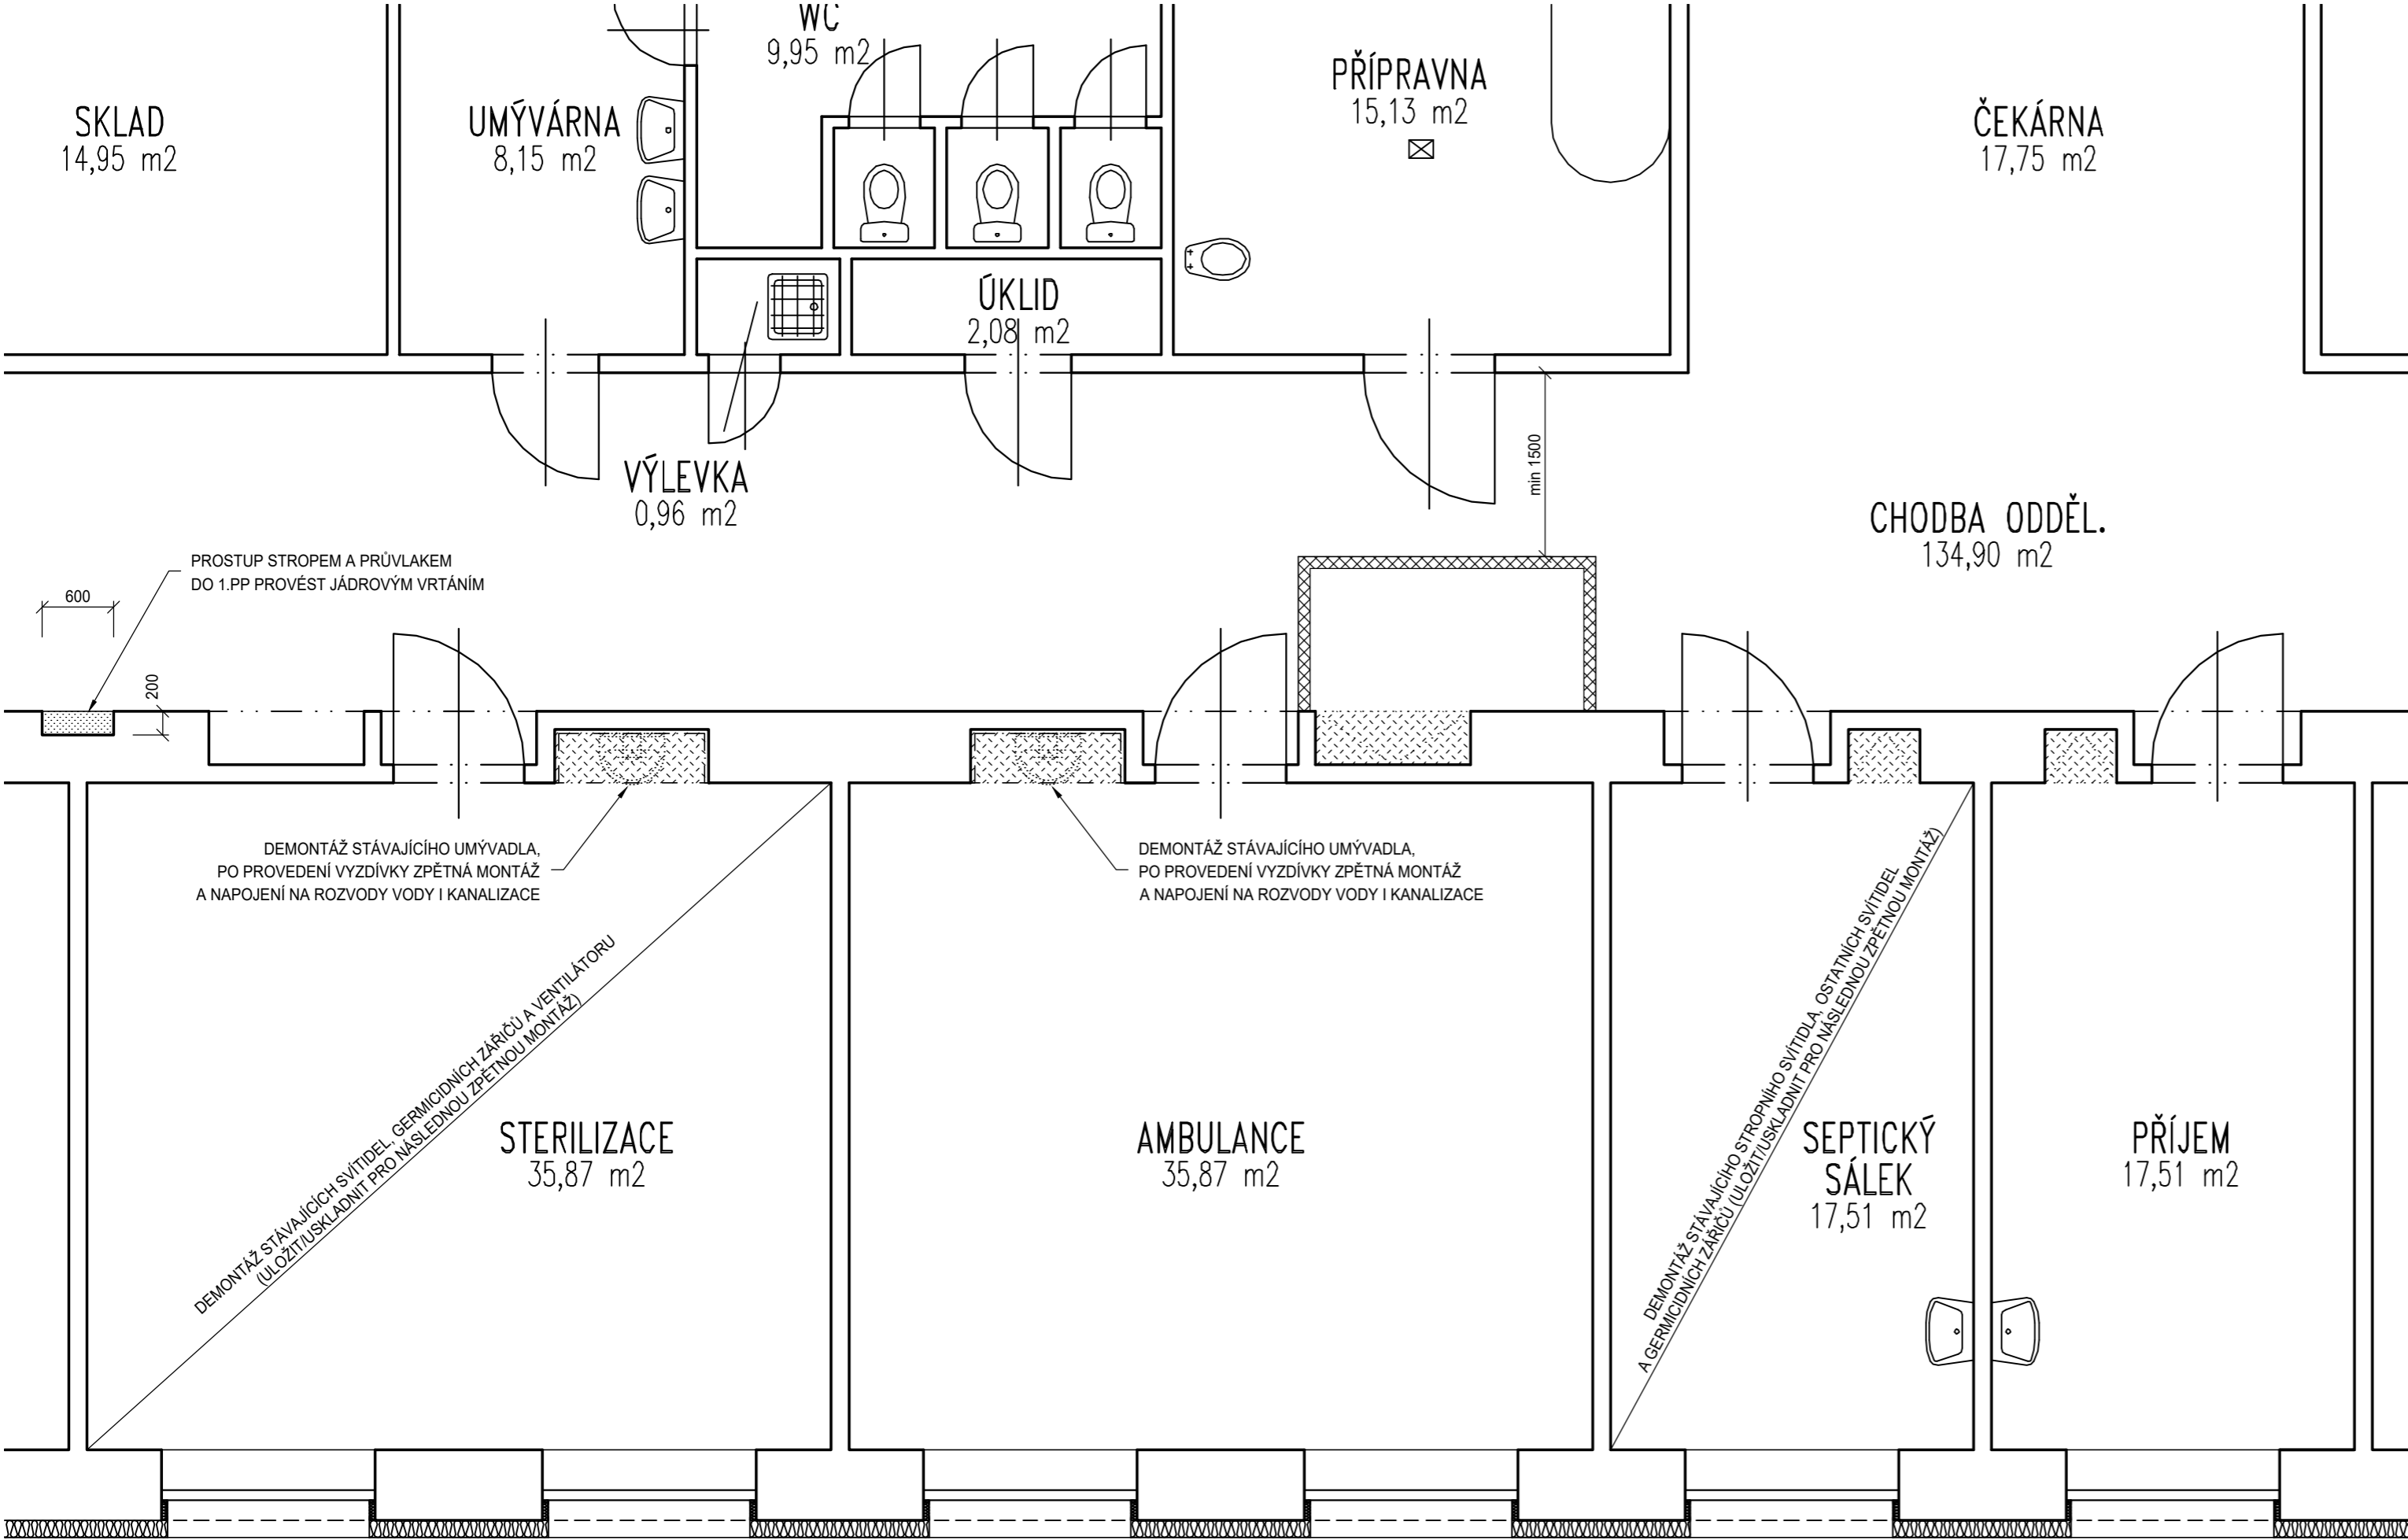 WC
9,95 m2
SKLAD
14,95 m2
UMÝVÁRNA
8,15 m2
PŘÍPRAVNA
15,13 m2
ČEKÁRNA
17,75 m2
ÚKLID
2,08 m2
VÝLEVKA
0,96 m2
min 1500
CHODBA ODDĚL.
134,90 m2
PROSTUP STROPEM A PRŮVLAKEM
DO 1.PP PROVÉST JÁDROVÝM VRTÁNÍM
600
200
DEMONTÁŽ STÁVAJÍCÍHO UMÝVADLA,
PO PROVEDENÍ VYZDÍVKY ZPĚTNÁ MONTÁŽ
A NAPOJENÍ NA ROZVODY VODY I KANALIZACE
DEMONTÁŽ STÁVAJÍCÍHO UMÝVADLA,
PO PROVEDENÍ VYZDÍVKY ZPĚTNÁ MONTÁŽ
A NAPOJENÍ NA ROZVODY VODY I KANALIZACE
DEMONTÁŽ STÁVAJÍCÍCH SVÍTIDEL, GERMICIDNÍCH ZÁŘIČŮ A VENTILÁTORU
(ULOŽIT/USKLADNIT PRO NÁSLEDNOU ZPĚTNOU MONTÁŽ)
STERILIZACE
35,87 m2
AMBULANCE
35,87 m2
DEMONTÁŽ STÁVAJÍCÍHO STROPNÍHO SVÍTIDLA, OSTATNÍCH SVÍTIDEL
A GERMICIDNÍCH ZÁŘIČŮ (ULOŽIT/USKLADNIT PRO NÁSLEDNOU ZPĚTNOU MONTÁŽ)
SEPTICKÝ
SÁLEK
17,51 m2
PŘÍJEM
17,51 m2